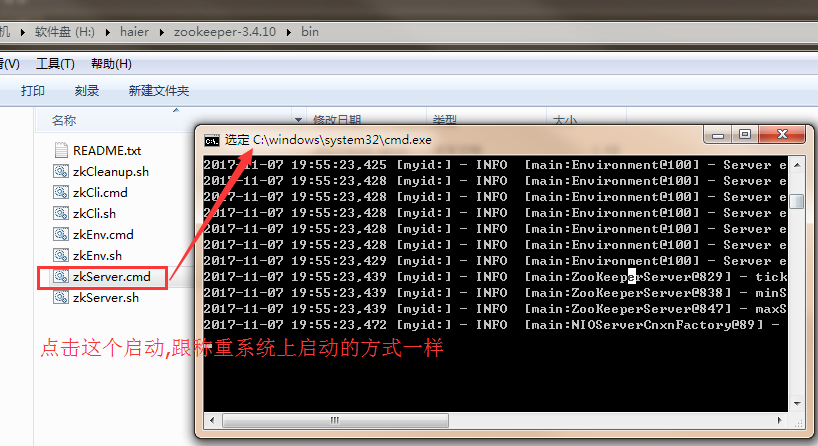 机 ▸ 软件盘 (H:) ▸ haier ▸ zookeeper-3.4.10 ▸ bin
(V) 工具(T) 帮助(H)
打印 刻录 新建文件夹
名称 修改日期 类型 大小
README.txt
zkCleanup.sh
zkCli.cmd
zkCli.sh
zkEnv.cmd
zkEnv.sh
zkServer.cmd
zkServer.sh
选定 C:\windows\system32\cmd.exe
2017-11-07 19:55:23,425 [myid:] - INFO [main:Environment@100] - Server e
2017-11-07 19:55:23,428 [myid:] - INFO [main:Environment@100] - Server e
2017-11-07 19:55:23,428 [myid:] - INFO [main:Environment@100] - Server e
2017-11-07 19:55:23,428 [myid:] - INFO [main:Environment@100] - Server e
2017-11-07 19:55:23,428 [myid:] - INFO [main:Environment@100] - Server e
2017-11-07 19:55:23,428 [myid:] - INFO [main:Environment@100] - Server e
2017-11-07 19:55:23,429 [myid:] - INFO [main:Environment@100] - Server e
2017-11-07 19:55:23,439 [myid:] - INFO [main:ZooKeeperServer@829] - tick
2017-11-07 19:55:23,439 [myid:] - INFO [main:ZooKeeperServer@838] - minS
2017-11-07 19:55:23,439 [myid:] - INFO [main:ZooKeeperServer@847] - maxS
2017-11-07 19:55:23,472 [myid:] - INFO [main:NIOServerCnxnFactory@89] -
点击这个启动,跟称重系统上启动的方式一样